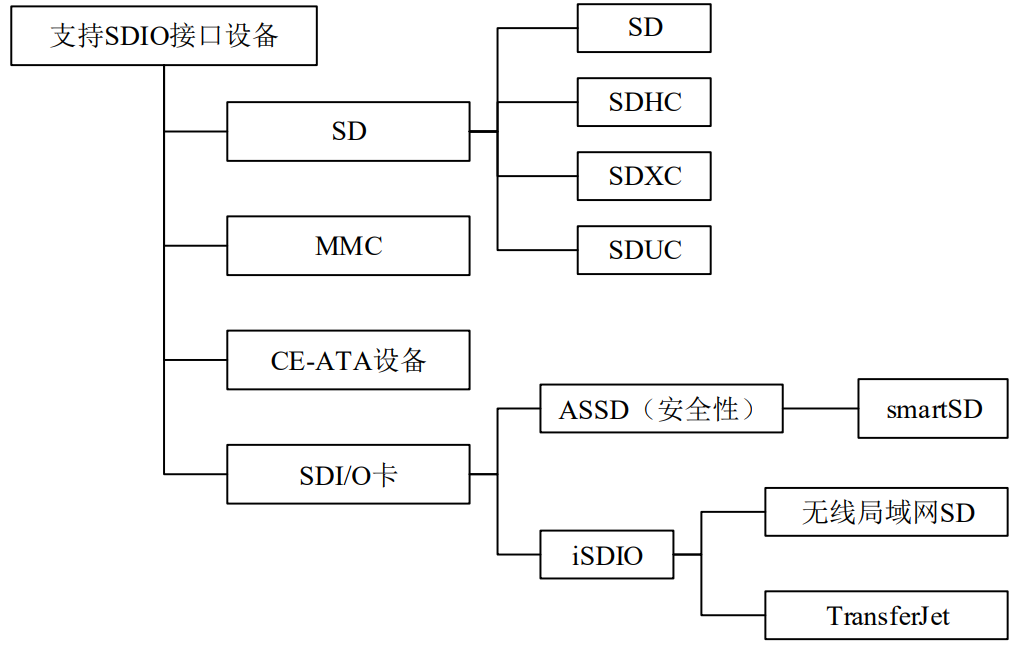 支持SDIO接口设备
SD
SD
SDHC
SDXC
SDUC
MMC
CE-ATA设备
SDI/O卡
ASSD（安全性）
smartSD
iSDIO
无线局域网SD
TransferJet